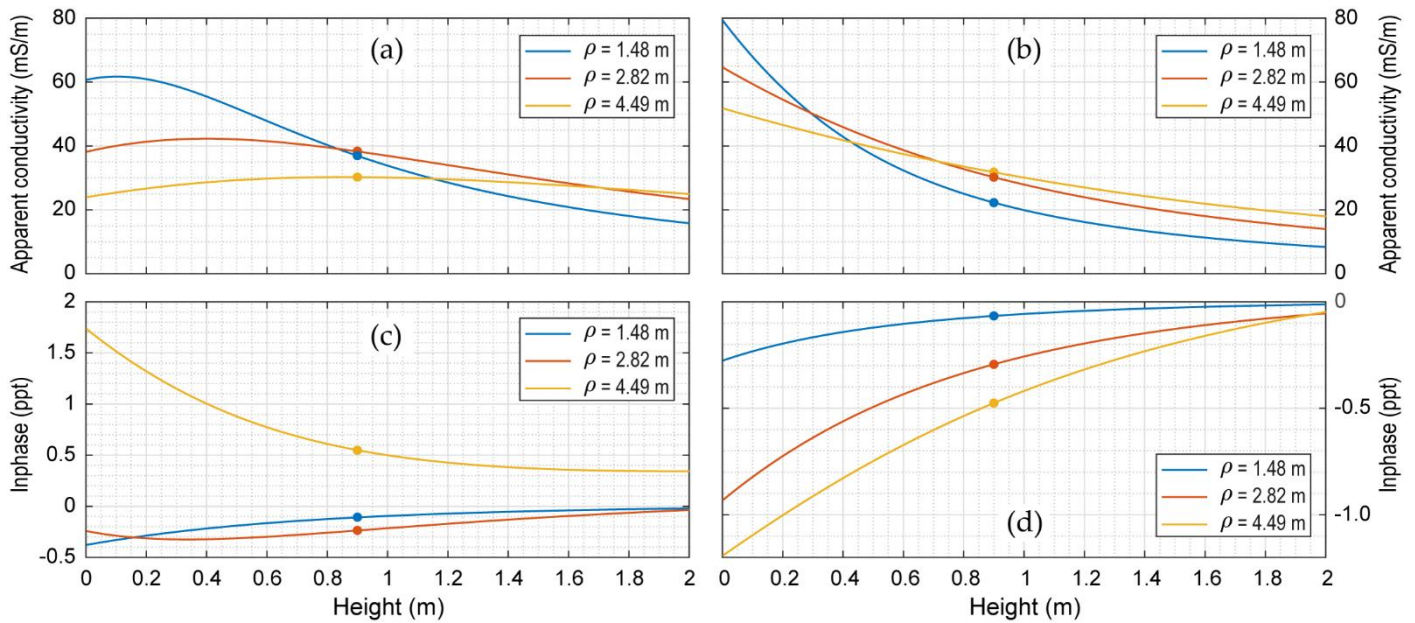 80
60
40
20
0
Apparent conductivity (mS/m)
(a)
ρ = 1.48 m
ρ = 2.82 m
ρ = 4.49 m
(b)
ρ = 1.48 m
ρ = 2.82 m
ρ = 4.49 m
80
60
40
20
0
Apparent conductivity (mS/m)
2
1.5
1
0.5
0
-0.5
Inphase (ppt)
(c)
ρ = 1.48 m
ρ = 2.82 m
ρ = 4.49 m
0 0.2 0.4 0.6 0.8 1 1.2 1.4 1.6 1.8 2
Height (m)
(d)
ρ = 1.48 m
ρ = 2.82 m
ρ = 4.49 m
0
-0.5
-1.0
Inphase (ppt)
0 0.2 0.4 0.6 0.8 1 1.2 1.4 1.6 1.8 2
Height (m)